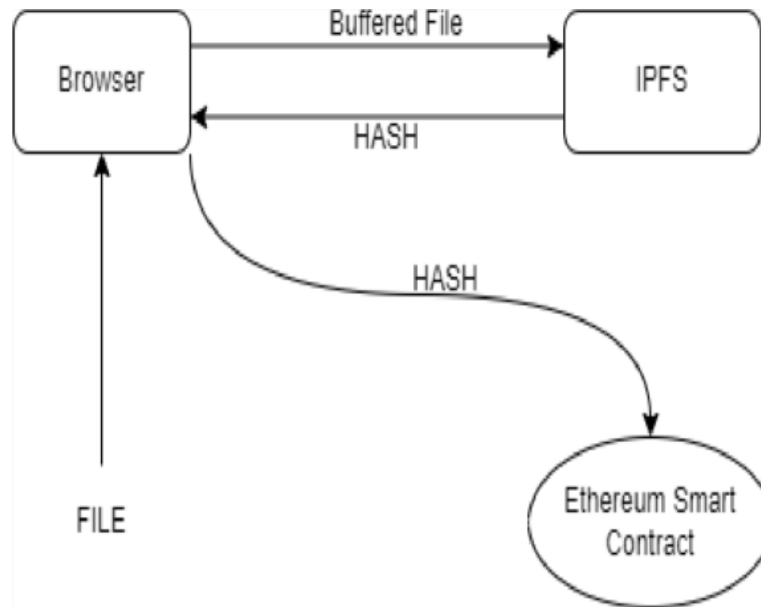 Buffered File
Browser
IPFS
HASH
HASH
Ethereum Smart
Contract
FILE